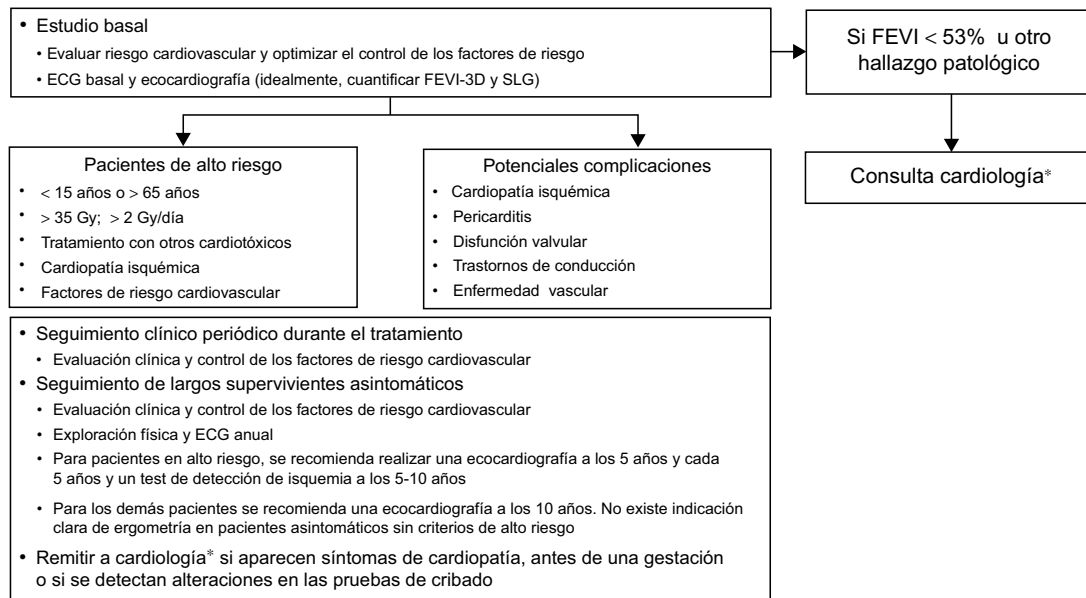 • Estudio basal
• Evaluar riesgo cardiovascular y optimizar el control de los factores de riesgo
• ECG basal y ecocardiografía (idealmente, cuantificar FEVI-3D y SLG)
Si FEVI < 53% u otro
hallazgo patológico
Consulta cardiología*
Pacientes de alto riesgo
• < 15 años o > 65 años
• > 35 Gy; > 2 Gy/día
• Tratamiento con otros cardiotóxicos
• Cardiopatía isquémica
• Factores de riesgo cardiovascular
Potenciales complicaciones
• Cardiopatía isquémica
• Pericarditis
• Disfunción valvular
• Trastornos de conducción
• Enfermedad vascular
• Seguimiento clínico periódico durante el tratamiento
• Evaluación clínica y control de los factores de riesgo cardiovascular
• Seguimiento de largos supervivientes asintomáticos
• Evaluación clínica y control de los factores de riesgo cardiovascular
• Exploración física y ECG anual
• Para pacientes en alto riesgo, se recomienda realizar una ecocardiografía a los 5 años y cada
5 años y un test de detección de isquemia a los 5-10 años
• Para los demás pacientes se recomienda una ecocardiografía a los 10 años. No existe indicación
clara de ergometría en pacientes asintomáticos sin criterios de alto riesgo
• Remitir a cardiología* si aparecen síntomas de cardiopatía, antes de una gestación
o si se detectan alteraciones en las pruebas de cribado